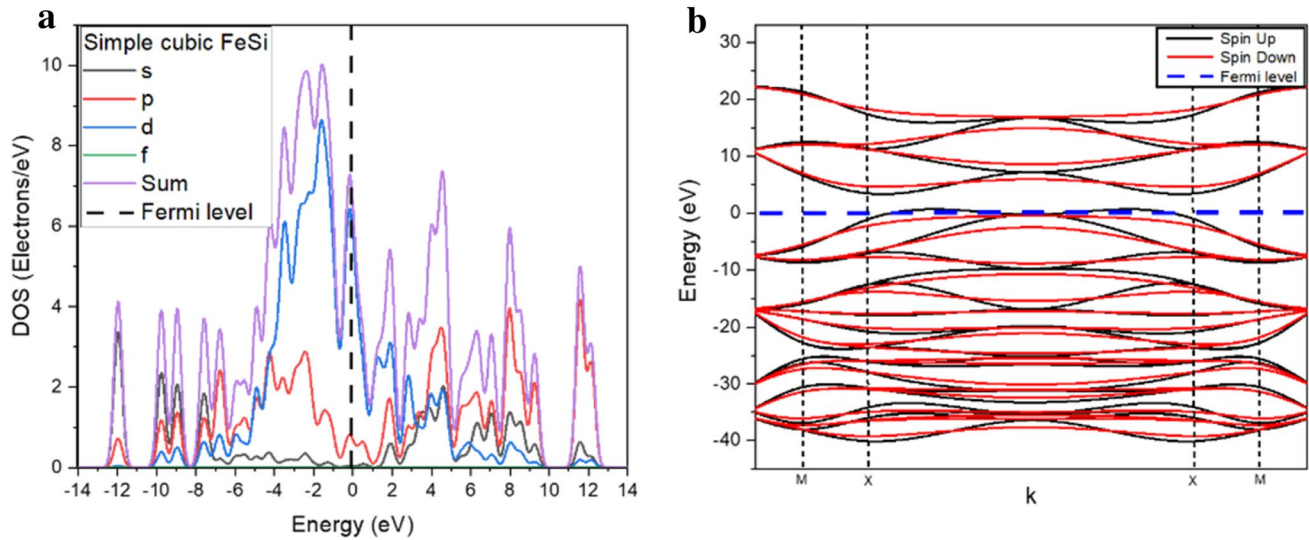 a
Simple cubic FeSi
s
p
d
f
Sum
Fermi level
DOS (Electrons/eV)
10
8
6
4
2
0
-14 -12 -10 -8 -6 -4 -2 0 2 4 6 8 10 12 14
Energy (eV)
b
Spin Up
Spin Down
Fermi level
Energy (eV)
30
20
10
0
-10
-20
-30
-40
M X X M
k